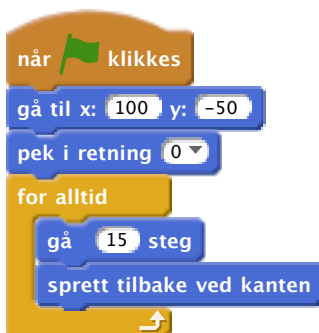 når klikkes
gå til x: 100 y: -50
pek i retning 0
for alltid
gå 15 steg
sprett tilbake ved kanten